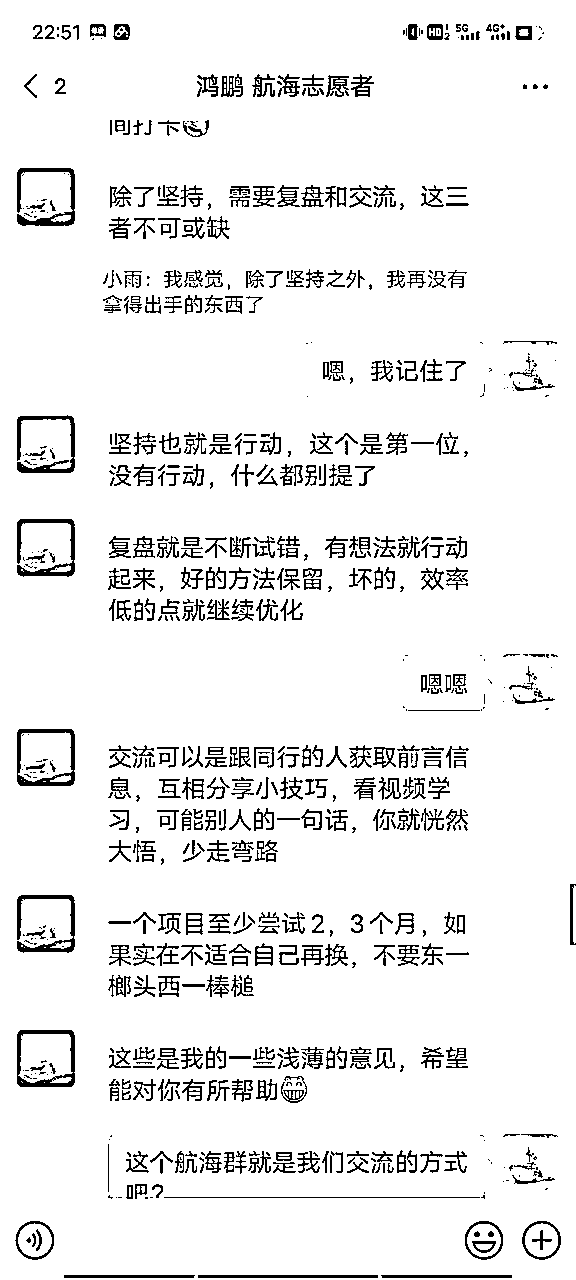 22:51
HD 5G 4G+
2
鸿鹏 航海志愿者
间打卡
除了坚持，需要复盘和交流，这三
者不可或缺
小雨：我感觉，除了坚持之外，我再没有
拿得出手的东西了
嗯，我记住了
坚持也就是行动，这个是第一位，
没有行动，什么都别提了
复盘就是不断试错，有想法就行动
起来，好的方法保留，坏的，效率
低的点就继续优化
嗯嗯
交流可以是跟同行的人获取前言信
息，互相分享小技巧，看视频学
习，可能别人的一句话，你就恍然
大悟，少走弯路
一个项目至少尝试2，3个月，如
果实在不适合自己再换，不要东一
榔头西一棒槌
这些是我的一些浅薄的意见，希望
能对你有所帮助😁
这个航海群就是我们交流的方式
吧？